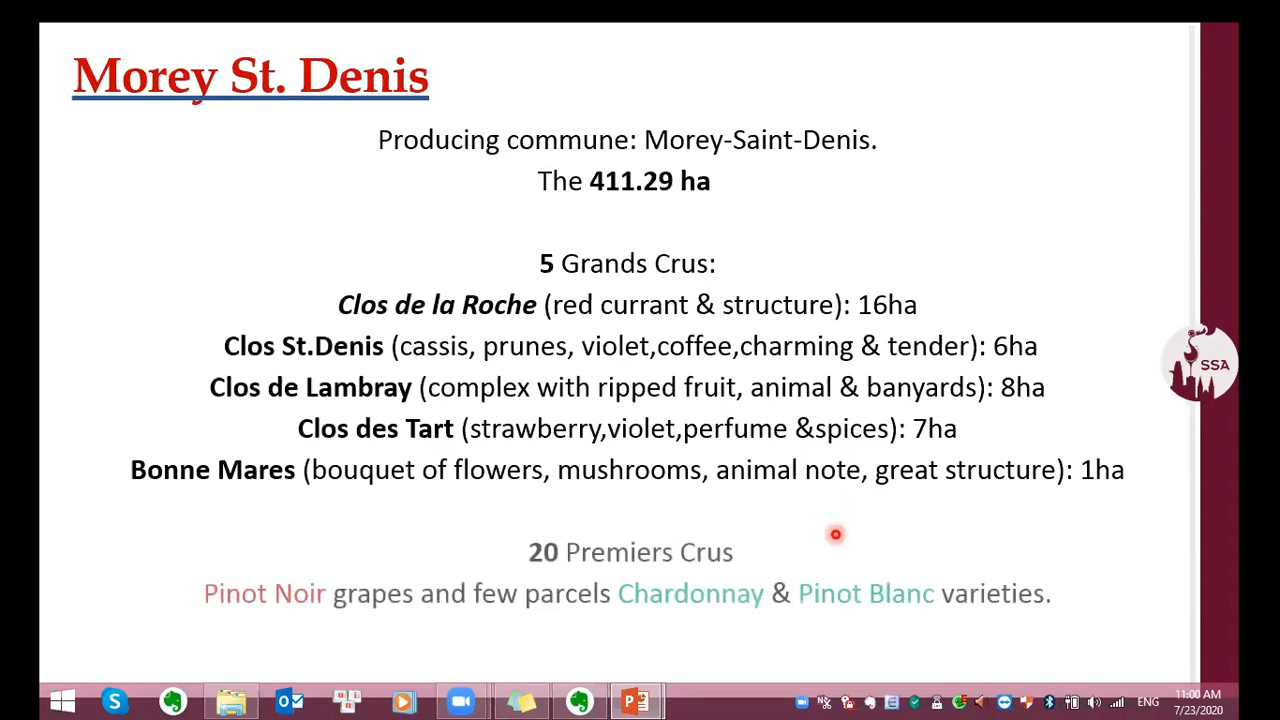 Morey St. Denis
Producing commune: Morey-Saint-Denis.
The 411.29 ha
5 Grands Crus:
Clos de la Roche (red currant & structure): 16ha
Clos St.Denis (cassis, prunes, violet,coffee,charming & tender): 6ha
Clos de Lambray (complex with ripped fruit, animal & banyards): 8ha
Clos des Tart (strawberry,violet,perfume &spices): 7ha
Bonne Mares (bouquet of flowers, mushrooms, animal note, great structure): 1ha
SSA
20 Premiers Crus
Pinot Noir grapes and few parcels Chardonnay & Pinot Blanc varieties.
ENG
11:00 AM
7/23/2020